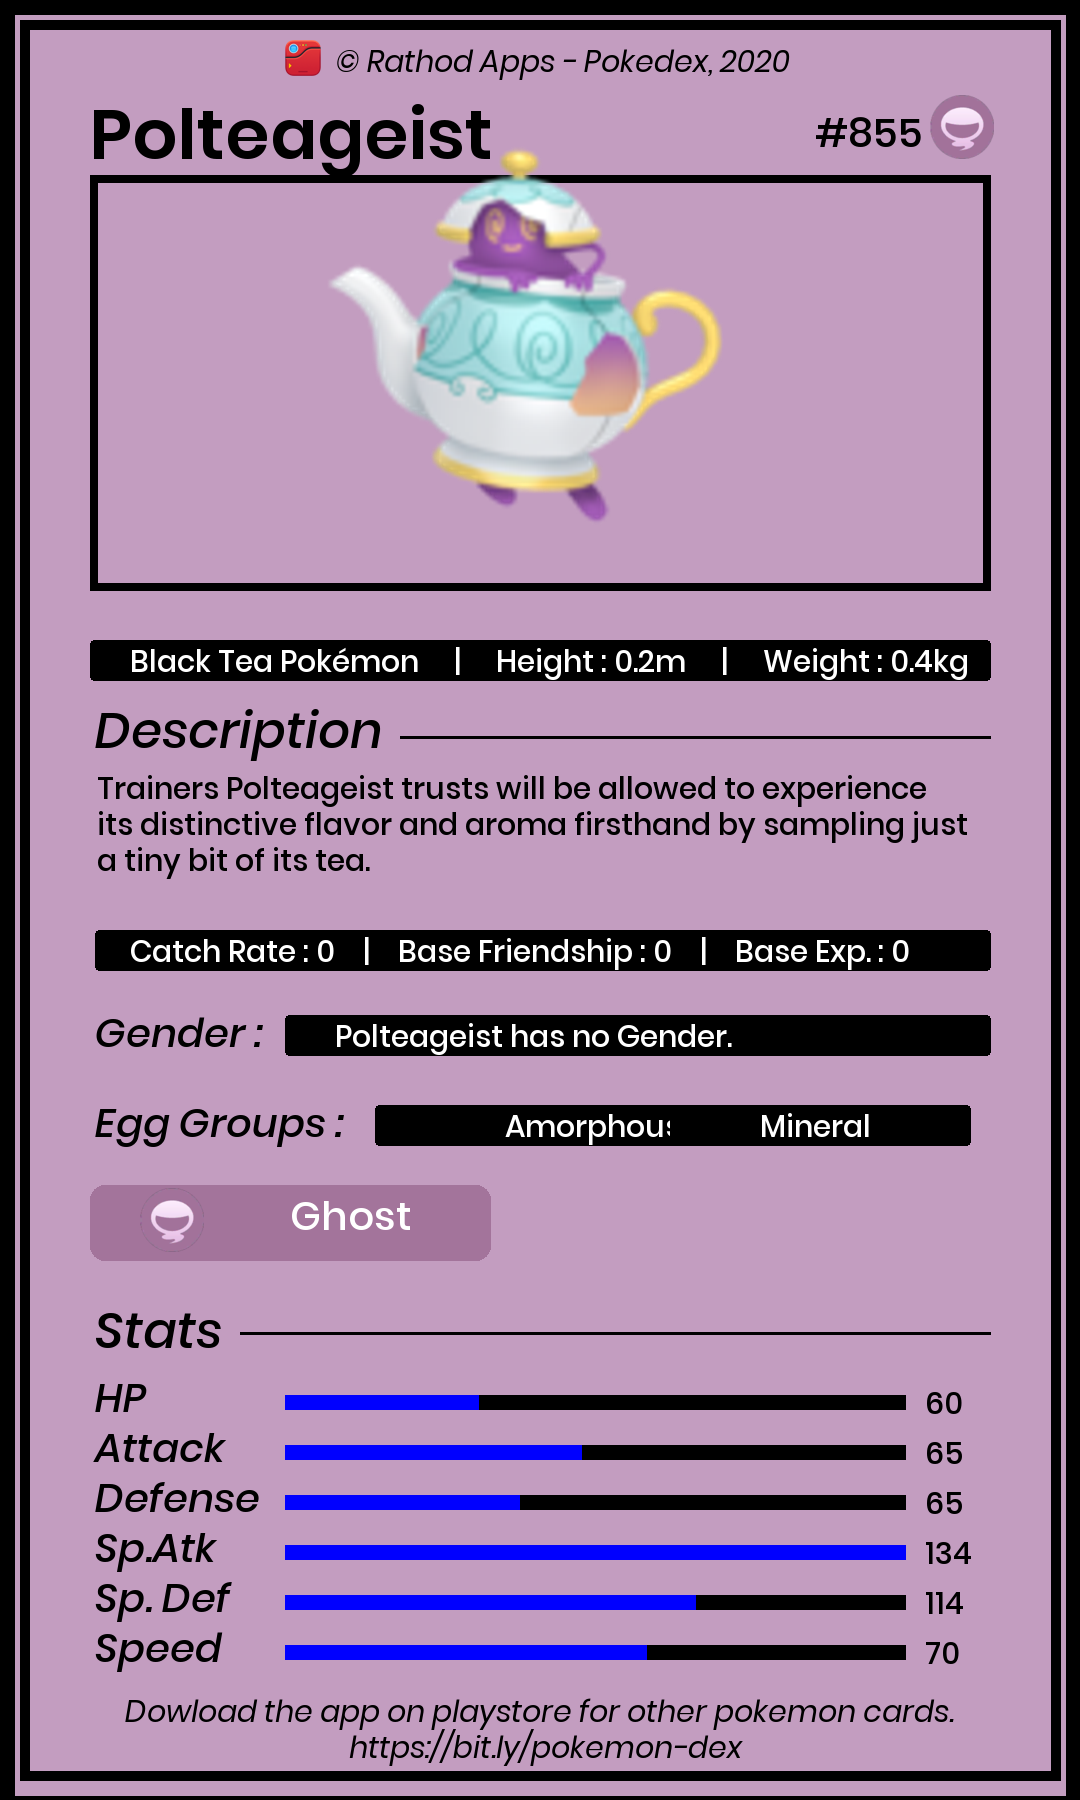 © Rathod Apps - Pokedex, 2020
Polteageist
#855
Black Tea Pokémon | Height : 0.2m | Weight : 0.4kg
Description
Trainers Polteageist trusts will be allowed to experience
its distinctive flavor and aroma firsthand by sampling just
a tiny bit of its tea.
Catch Rate : 0 | Base Friendship : 0 | Base Exp. : 0
Gender : Polteageist has no Gender.
Egg Groups : Amorphous Mineral
Ghost
Stats
HP 60
Attack 65
Defense 65
Sp.Atk 134
Sp. Def 114
Speed 70
Dowload the app on playstore for other pokemon cards.
https://bit.ly/pokemon-dex